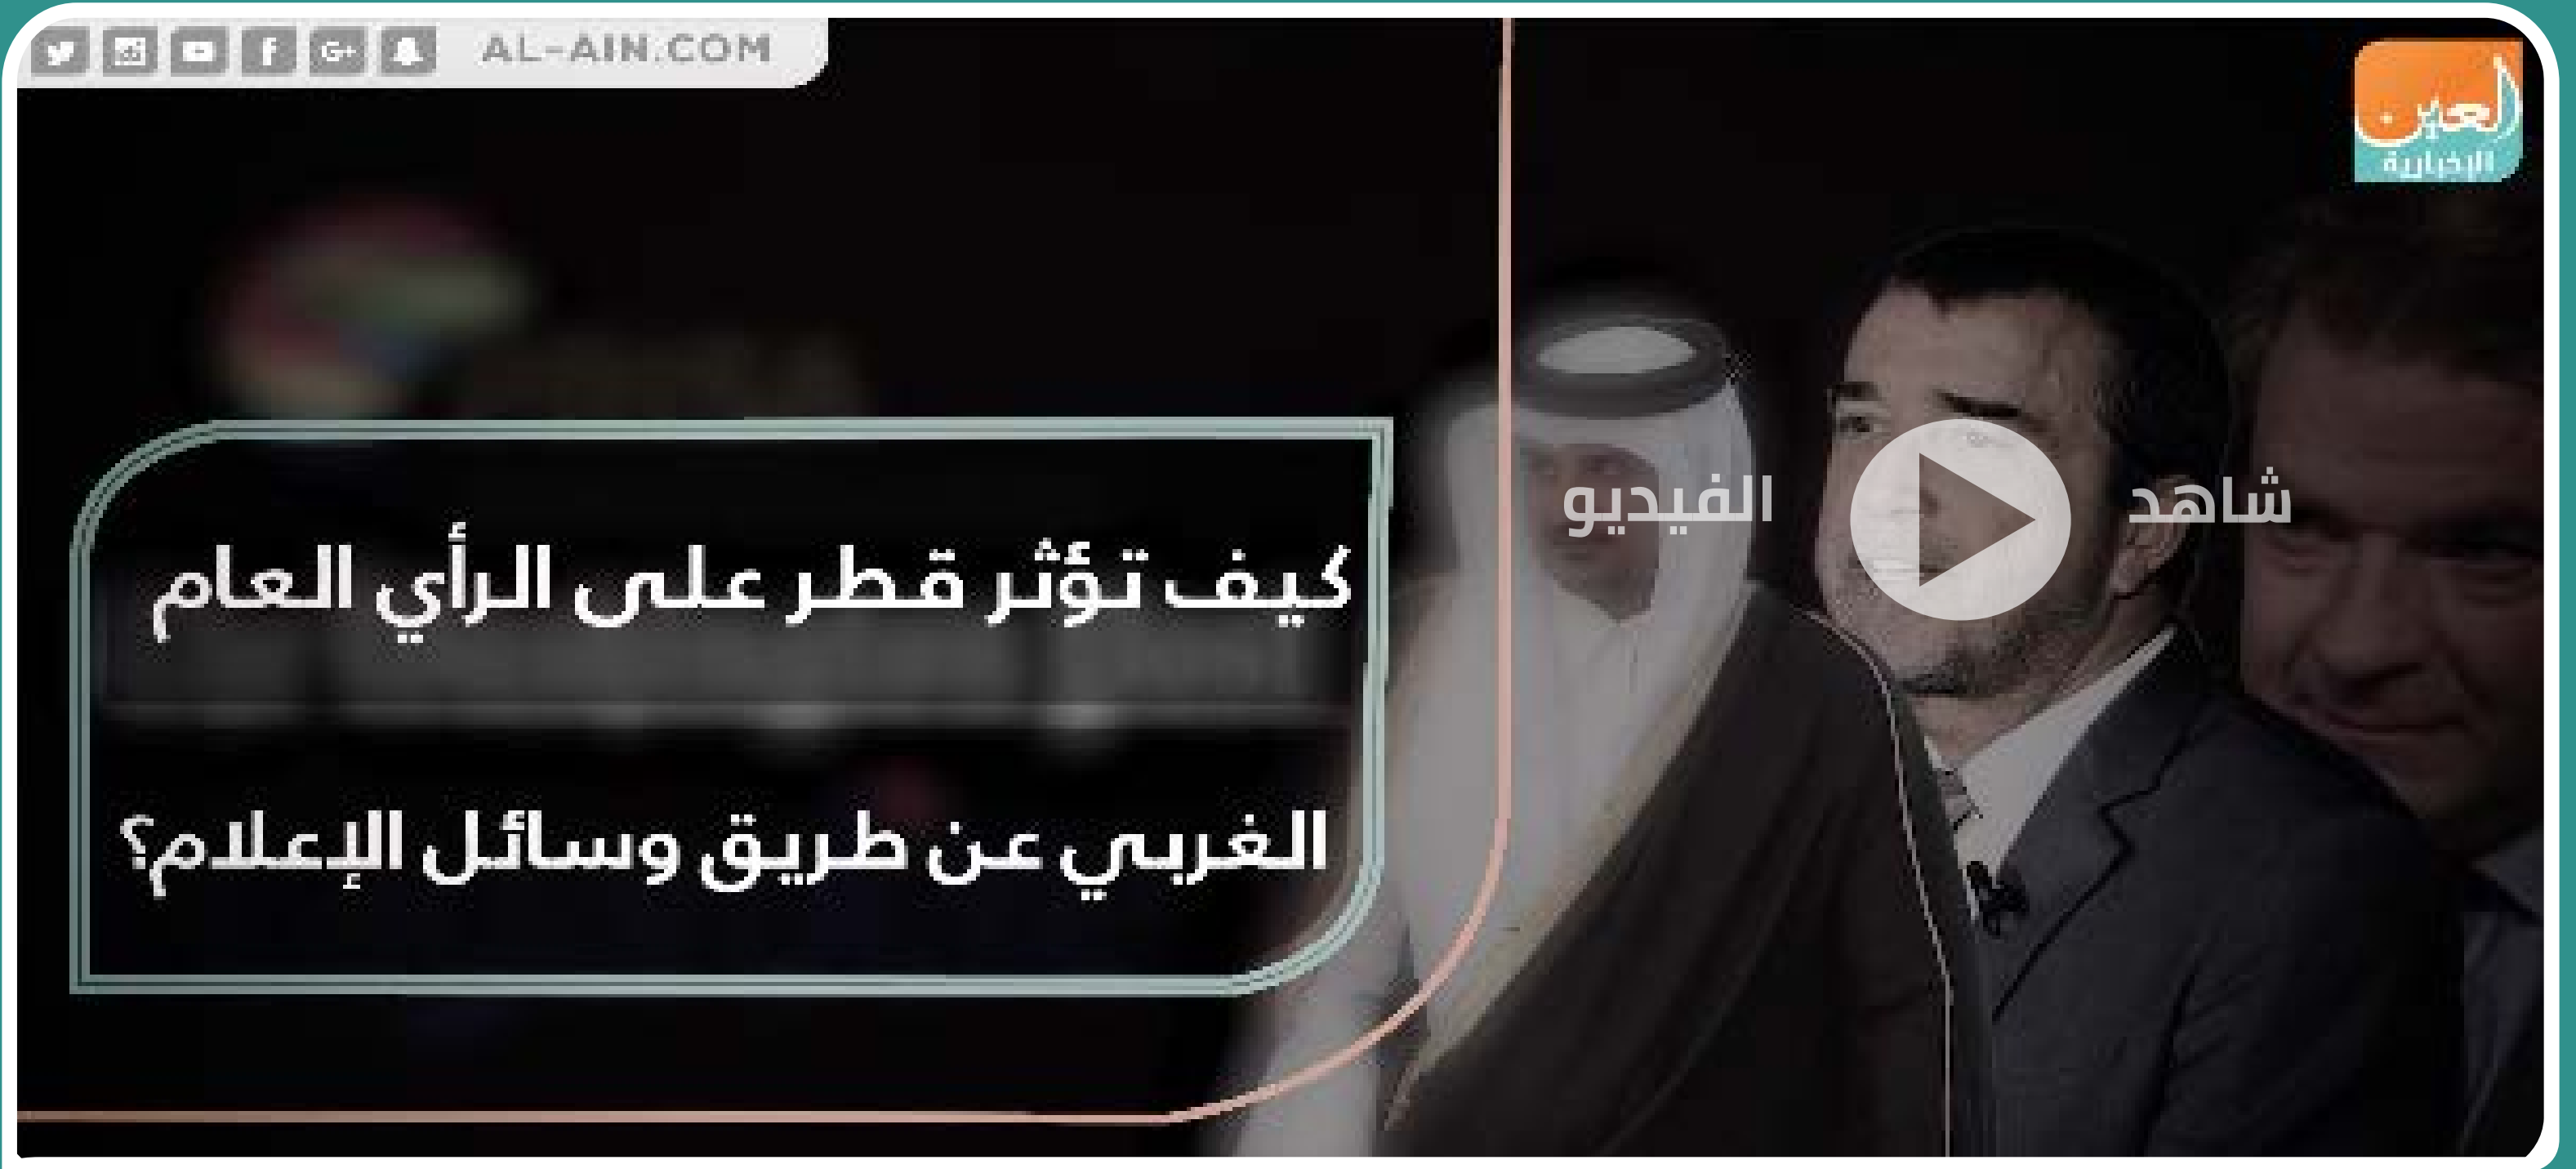 AL-AIN.COM
العين
الإخبارية
شاهد الفيديو
كيف تؤثر قطر على الرأي العام
الغربي عن طريق وسائل الإعلام؟